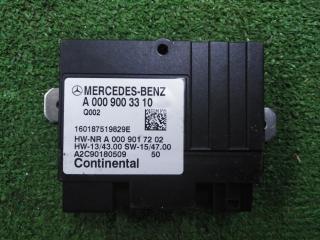 MERCEDES-BENZ
A 000 900 33 10
Q002
160187519829E
HW-NR A 000 901 72 02
HW-13/43.00 SW-15/47.00
A2C90180509 50
Continental